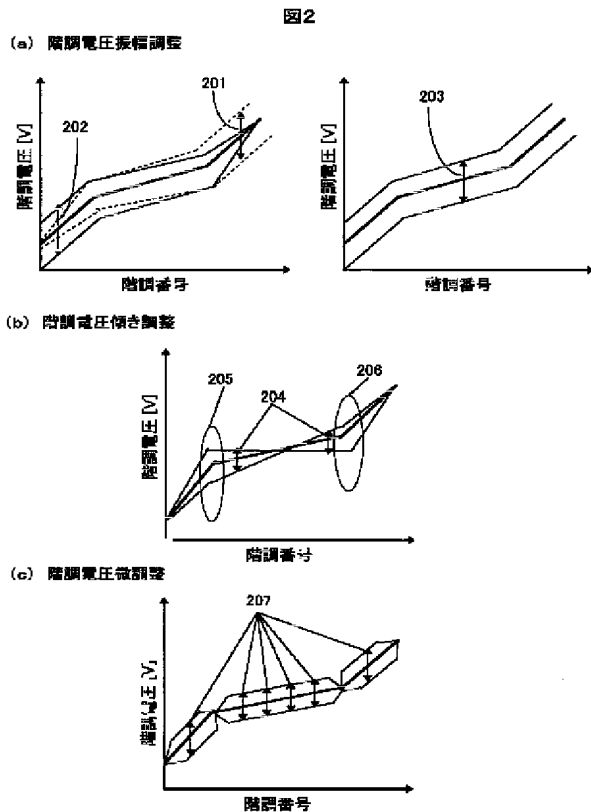 図2
(a) 階調電圧振幅調整
201
202
203
階調電圧 [V]
階調電圧 [V]
階調番号
階調番号
(b) 階調電圧傾き調整
205
204
206
階調電圧 [V]
階調番号
(c) 階調電圧微調整
207
階調電圧 [V]
階調番号